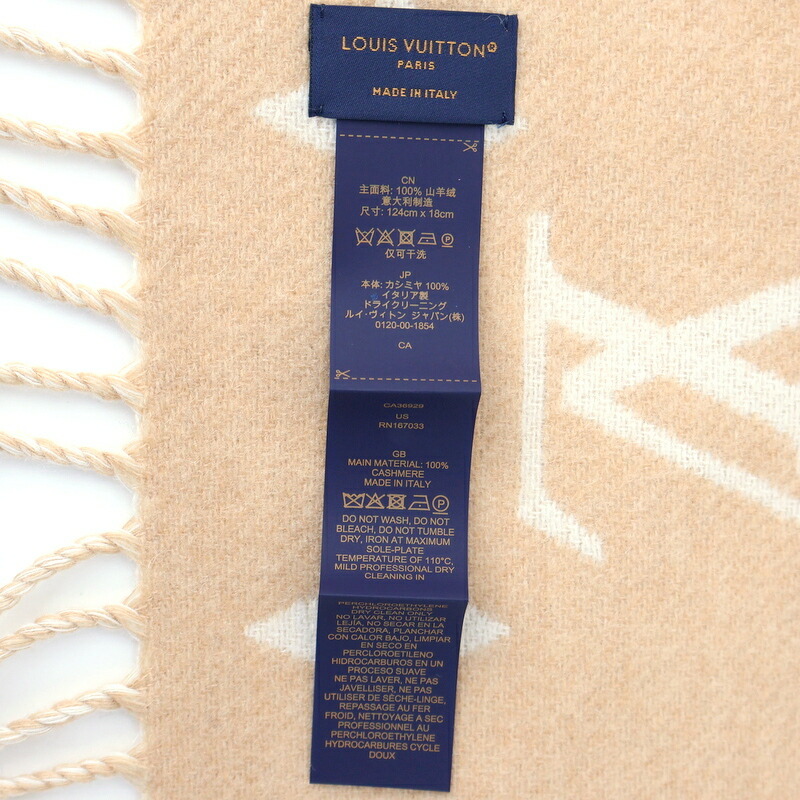 LOUIS VUITTON®
PARIS
MADE IN ITALY
CN
主面料: 100% 山羊绒
意大利制造
尺寸: 124cm x 18cm
仅可干洗
JP
本体: カシミヤ 100%
イタリア製
ドライクリーニング
ルイ・ヴィトン ジャパン(株)
0120-00-1854
CA
CA36929
US
RN167033
GB
MAIN MATERIAL: 100%
CASHMERE
MADE IN ITALY
DO NOT WASH, DO NOT
BLEACH, DO NOT TUMBLE
DRY, IRON AT MAXIMUM
SOLE-PLATE
TEMPERATURE OF 110°C,
MILD PROFESSIONAL DRY
CLEANING IN
PERCHLOROETHYLENE
HYDROCARBONS
DRY CLEAN ONLY
NO LAVAR, NO UTILIZAR
LEJÍA, NO SECAR EN LA
SECADORA, PLANCHAR
CON CALOR BAJO, LIMPIAR
EN SECO EN
PERCLOROETILENO
HIDROCARBUROS EN UN
PROCESO SUAVE
NE PAS LAVER, NE PAS
JAVELLISER, NE PAS
UTILISER DE SÈCHE-LINGE,
REPASSAGE AU FER
FROID, NETTOYAGE A SEC
PROFESSIONNEL AU
PERCHLOROETHYLENE
HYDROCARBURES CYCLE
DOUX